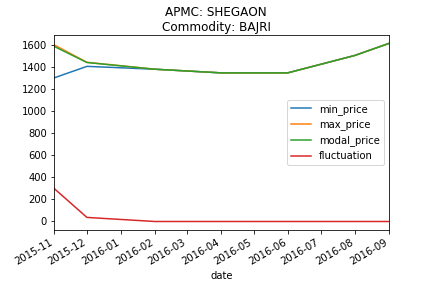 APMC: SHEGAON
Commodity: BAJRI
1600
1400
1200
1000
800
600
400
200
0
min_price
max_price
modal_price
fluctuation
2015-11
2015-12
2016-01
2016-02
2016-03
2016-04
2016-05
2016-06
2016-07
2016-08
2016-09
date